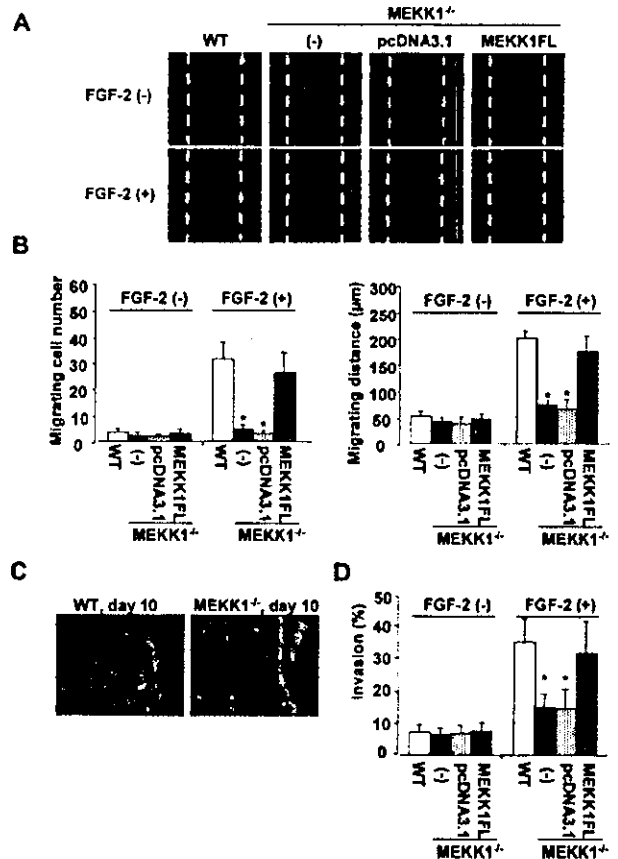 A
MEKK1-/-
WT (-) pcDNA3.1 MEKK1FL
FGF-2 (-)
FGF-2 (+)
B
60
50
40
30
20
10
0
Migrating cell number
FGF-2 (-) FGF-2 (+)
WT (-) pcDNA3.1 MEKK1FL WT (-) pcDNA3.1 MEKK1FL
MEKK1-/- MEKK1-/-
300
250
200
150
100
50
0
Migrating distance (µm)
FGF-2 (-) FGF-2 (+)
WT (-) pcDNA3.1 MEKK1FL WT (-) pcDNA3.1 MEKK1FL
MEKK1-/- MEKK1-/-
* *
* *
C
WT, day 10 MEKK1-/-, day 10
D
50
40
30
20
10
0
Invasion (%)
FGF-2 (-) FGF-2 (+)
* *
WT (-) pcDNA3.1 MEKK1FL WT (-) pcDNA3.1 MEKK1FL
MEKK1-/- MEKK1-/-